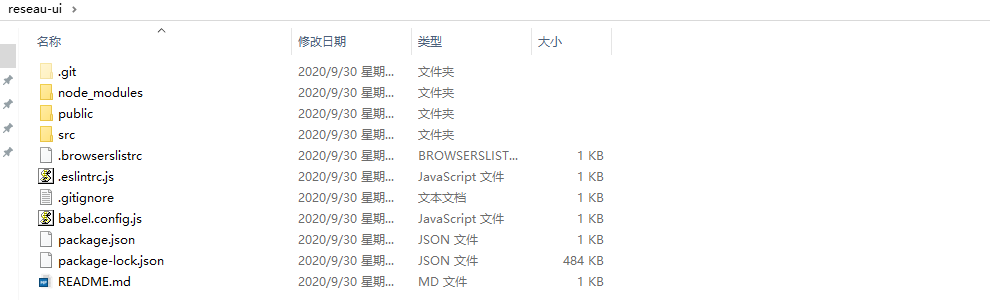 reseau-ui
名称 修改日期 类型 大小
.git 2020/9/30 星期... 文件夹
node_modules 2020/9/30 星期... 文件夹
public 2020/9/30 星期... 文件夹
src 2020/9/30 星期... 文件夹
.browserslistrc 2020/9/30 星期... BROWSERSLIST... 1 KB
.eslintrc.js 2020/9/30 星期... JavaScript 文件 1 KB
.gitignore 2020/9/30 星期... 文本文档 1 KB
babel.config.js 2020/9/30 星期... JavaScript 文件 1 KB
package.json 2020/9/30 星期... JSON 文件 1 KB
package-lock.json 2020/9/30 星期... JSON 文件 484 KB
README.md 2020/9/30 星期... MD 文件 1 KB